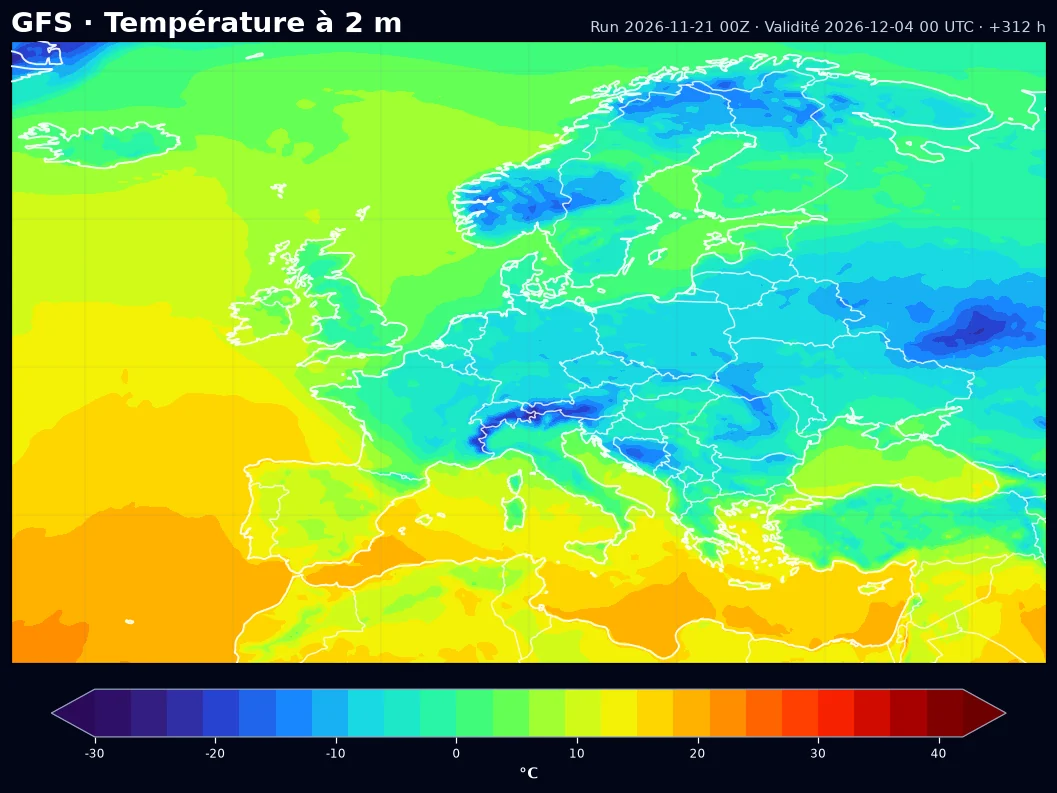 GFS · Température à 2 m
Run 2026-11-21 00Z · Validité 2026-12-04 00 UTC · +312 h
-30 -20 -10 0 10 20 30 40
°C